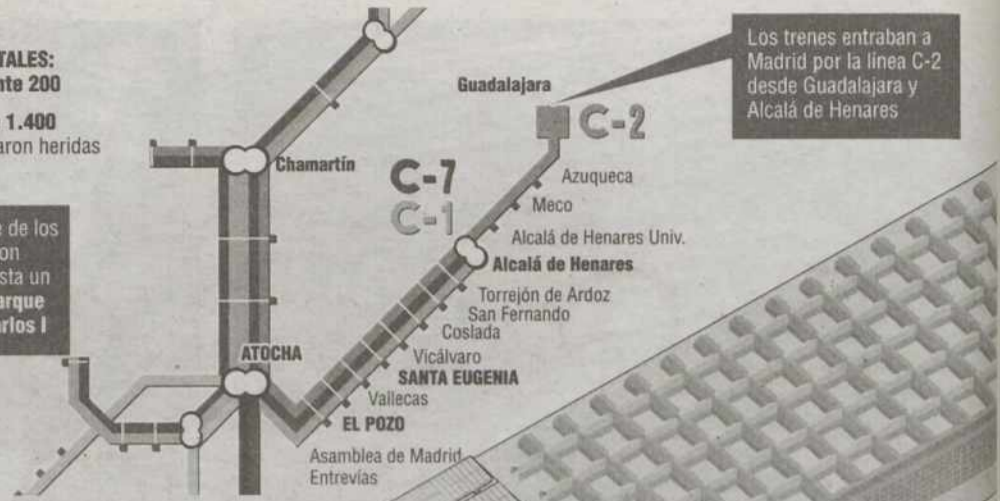 TALES:
nte 200
1.400
aron heridas
e de los
on
sta un
arque
arlos I
Chamartín
ATOCHA
Guadalajara
C-2
C-7
C-1
Azuqueca
Meco
Alcalá de Henares Univ.
Alcalá de Henares
Torrejón de Ardoz
San Fernando
Coslada
Vicálvaro
SANTA EUGENIA
Vallecas
EL POZO
Asamblea de Madrid
Entrevías
Los trenes entraban a
Madrid por la línea C-2
desde Guadalajara y
Alcalá de Henares